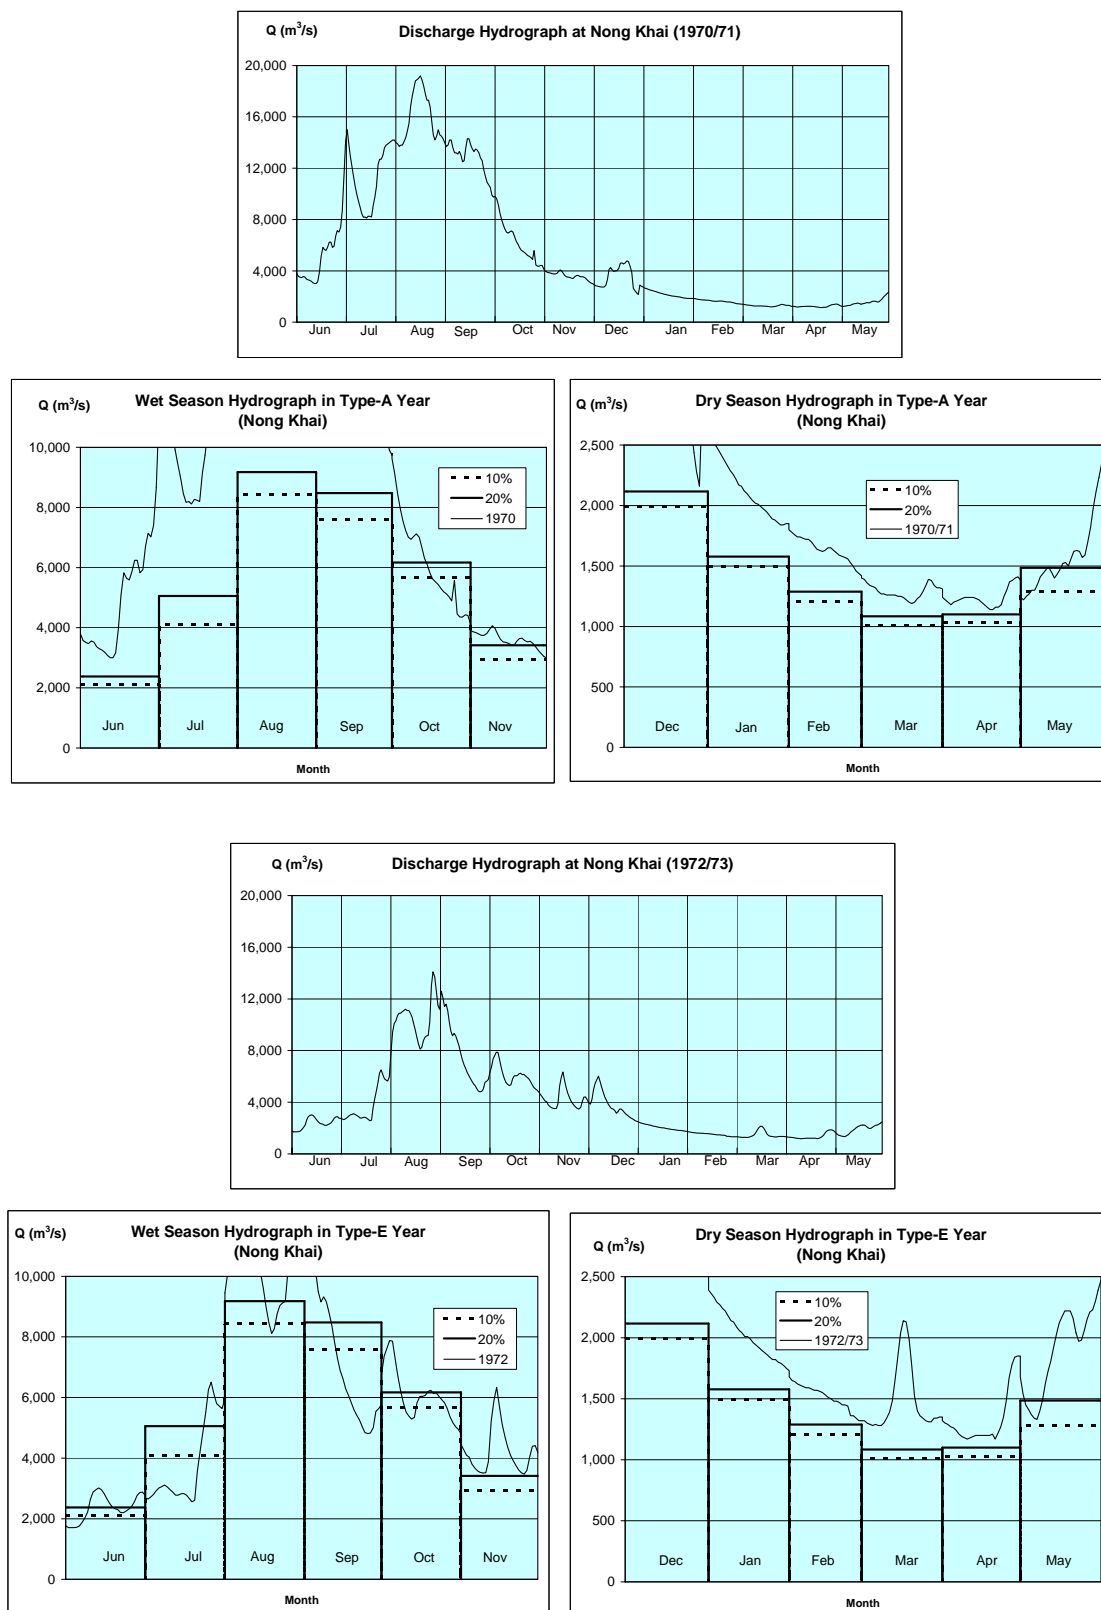 Q (m3/s) Discharge Hydrograph at Nong Khai (1970/71)
20,000
16,000
12,000
8,000
4,000
0
Jun Jul Aug Sep Oct Nov Dec Jan Feb Mar Apr May
Q (m3/s) Wet Season Hydrograph in Type-A Year
(Nong Khai)
10,000
8,000
6,000
4,000
2,000
0
10%
20%
1970
Jun Jul Aug Sep Oct Nov
Month
Q (m3/s) Dry Season Hydrograph in Type-A Year
(Nong Khai)
2,500
2,000
1,500
1,000
500
0
10%
20%
1970/71
Dec Jan Feb Mar Apr May
Month
Q (m3/s) Discharge Hydrograph at Nong Khai (1972/73)
20,000
16,000
12,000
8,000
4,000
0
Jun Jul Aug Sep Oct Nov Dec Jan Feb Mar Apr May
Q (m3/s) Wet Season Hydrograph in Type-E Year
(Nong Khai)
10,000
8,000
6,000
4,000
2,000
0
10%
20%
1972
Jun Jul Aug Sep Oct Nov
Month
Q (m3/s) Dry Season Hydrograph in Type-E Year
(Nong Khai)
2,500
2,000
1,500
1,000
500
0
10%
20%
1972/73
Dec Jan Feb Mar Apr May
Month